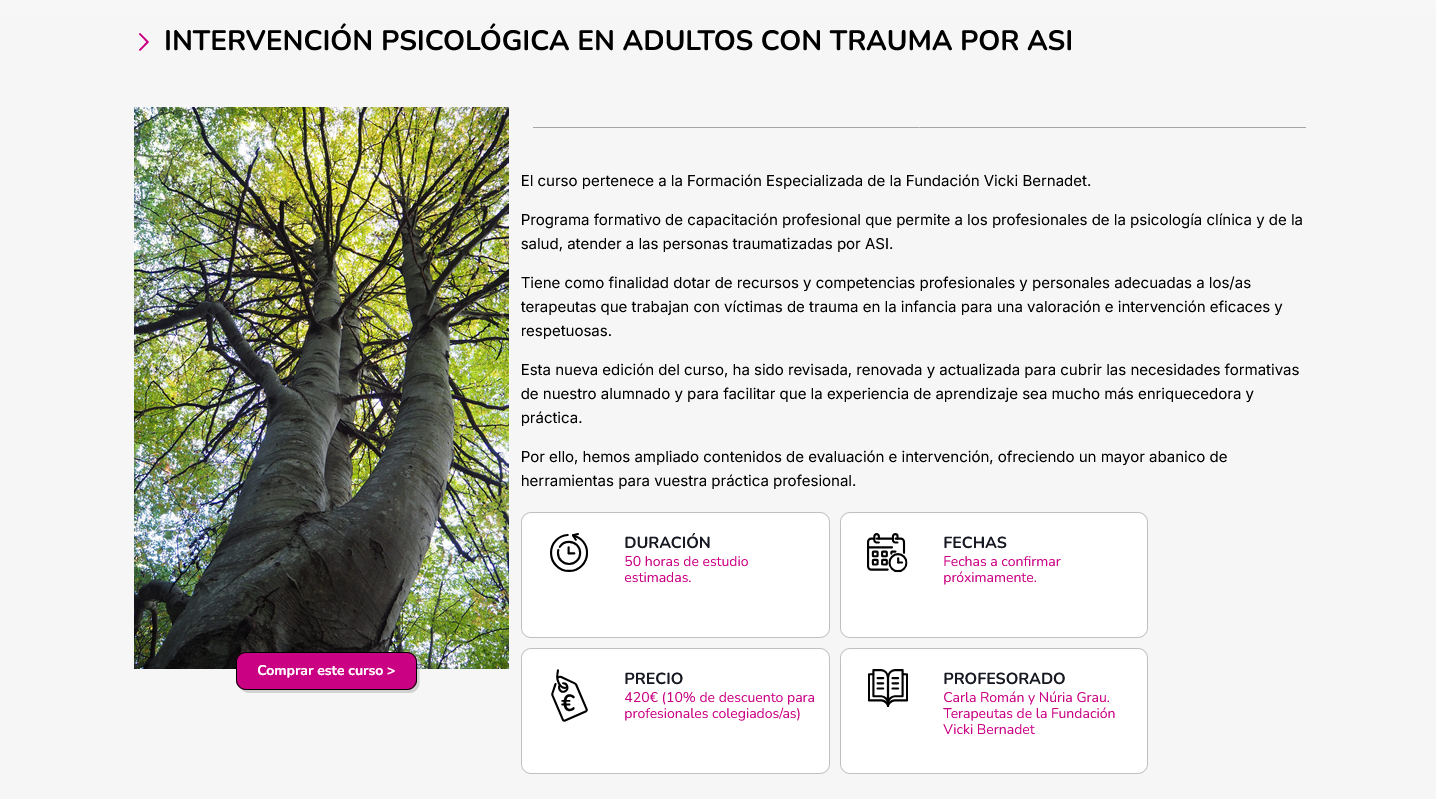 INTERVENCIÓN PSICOLÓGICA EN ADULTOS CON TRAUMA POR ASI
El curso pertenece a la Formación Especializada de la Fundación Vicki Bernadet.
Programa formativo de capacitación profesional que permite a los profesionales de la psicología clínica y de la
salud, atender a las personas traumatizadas por ASI.
Tiene como finalidad dotar de recursos y competencias profesionales y personales adecuadas a los/as
terapeutas que trabajan con víctimas de trauma en la infancia para una valoración e intervención eficaces y
respetuosas.
Esta nueva edición del curso, ha sido revisada, renovada y actualizada para cubrir las necesidades formativas
de nuestro alumnado y para facilitar que la experiencia de aprendizaje sea mucho más enriquecedora y
práctica.
Por ello, hemos ampliado contenidos de evaluación e intervención, ofreciendo un mayor abanico de
herramientas para vuestra práctica profesional.
DURACIÓN
50 horas de estudio
estimadas.
FECHAS
Fechas a confirmar
próximamente.
PRECIO
420€ (10% de descuento para
profesionales colegiados/as)
PROFESORADO
Carla Román y Núria Grau.
Terapeutas de la Fundación
Vicki Bernadet
Comprar este curso >